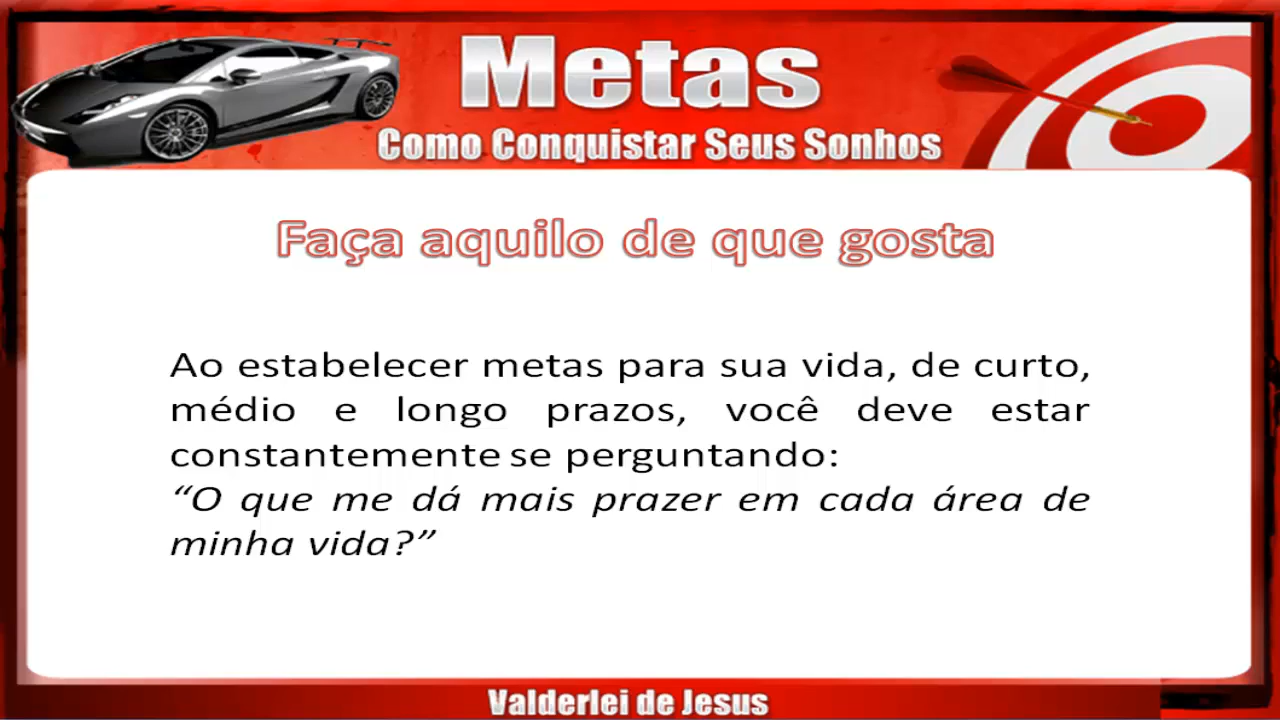 Metas
Como Conquistar Seus Sonhos
Faça aquilo de que gosta
Ao estabelecer metas para sua vida, de curto,
médio e longo prazos, você deve estar
constantemente se perguntando:
“O que me dá mais prazer em cada área de
minha vida?”
Valderlei de Jesus